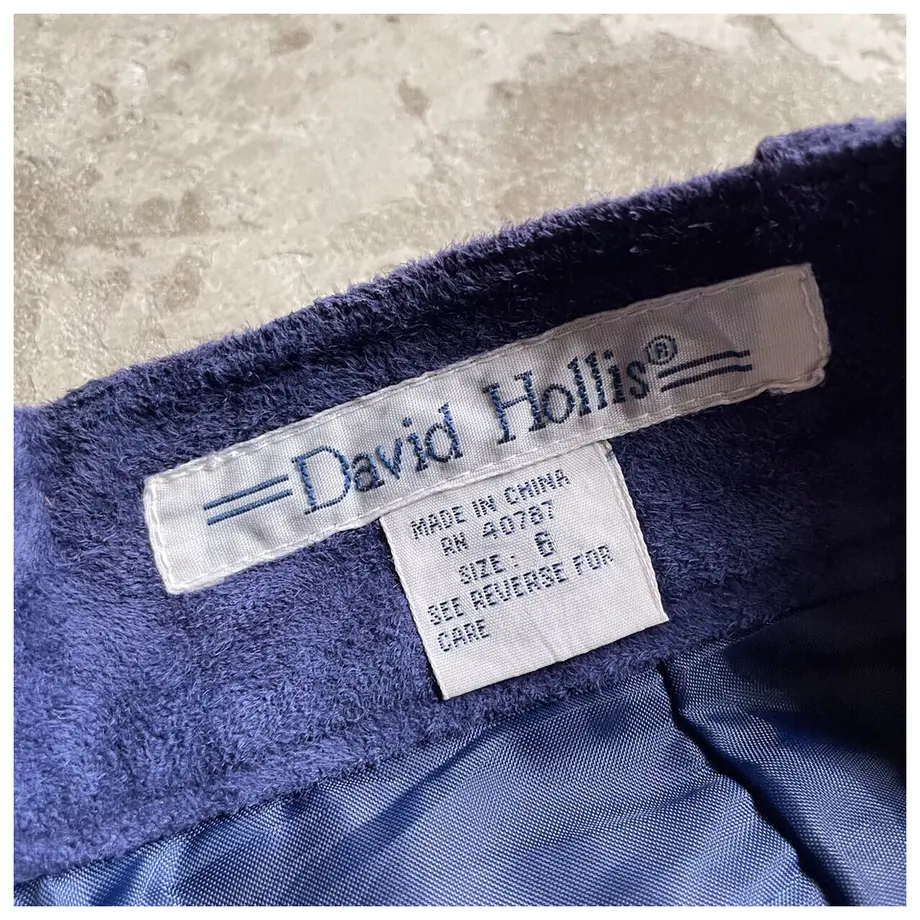 David Hollis®
MADE IN CHINA
RN 40787
SIZE: 6
SEE REVERSE FOR
CARE